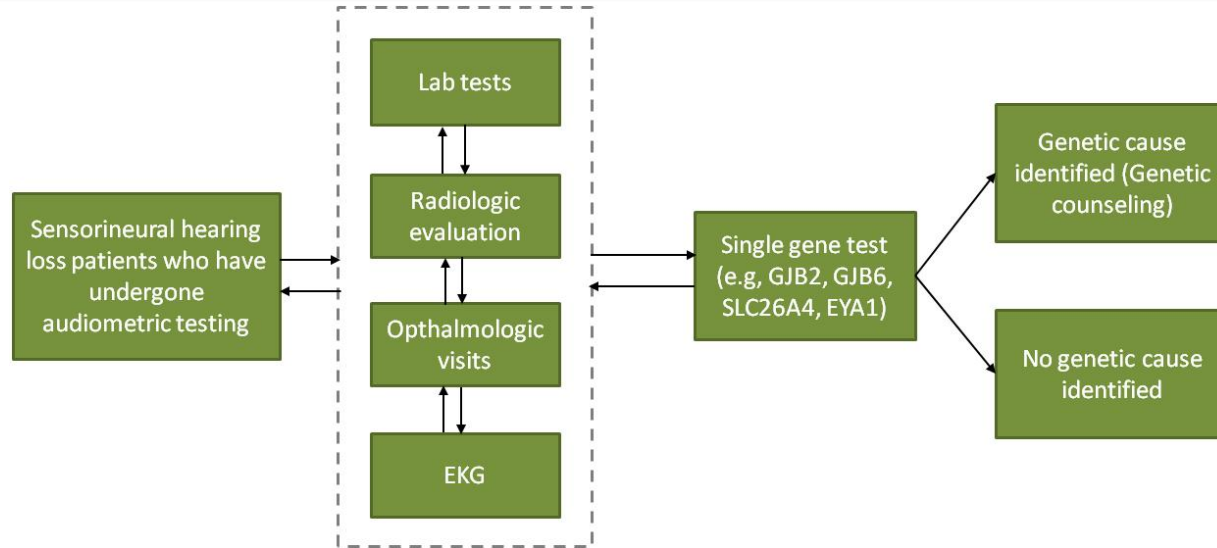 Sensorineural hearing
loss patients who have
undergone
audiometric testing
Lab tests
Radiologic
evaluation
Opthalmologic
visits
EKG
Single gene test
(e.g, GJB2, GJB6,
SLC26A4, EYA1)
Genetic cause
identified (Genetic
counseling)
No genetic cause
identified